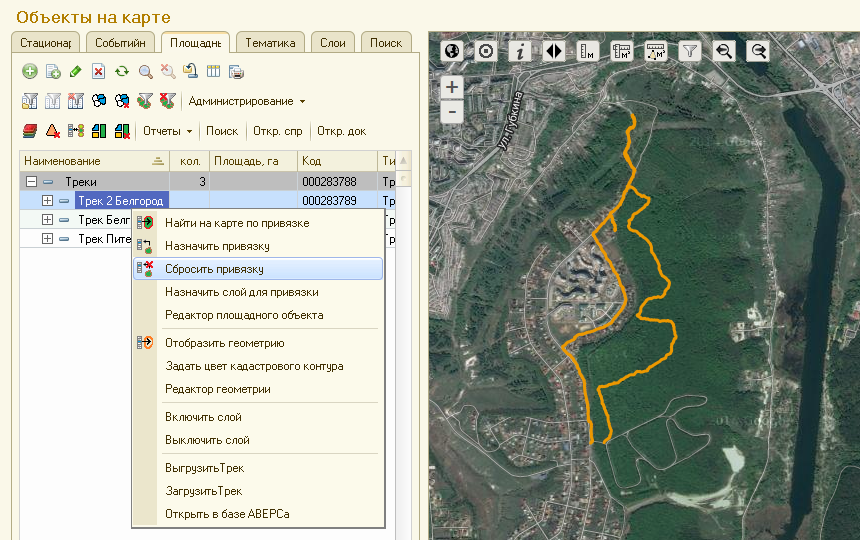 Объекты на карте
Стационар
Событийн
Площаднь
Тематика
Слои
Поиск
Администрирование
Отчеты
Поиск
Откр. спр
Откр. док
Наименование
кол.
Площадь, га
Код
Ти
Треки
3
000283788
Тр
Трек 2 Белгород
000283789
Тр
Трек Белг
Тр
Трек Пите
Тр
Найти на карте по привязке
Назначить привязку
Сбросить привязку
Назначить слой для привязки
Редактор площадного объекта
Отобразить геометрию
Задать цвет кадастрового контура
Редактор геометрии
Включить слой
Выключить слой
ВыгрузитьТрек
ЗагрузитьТрек
Открыть в базе АВЕРСа
ул.Губкина